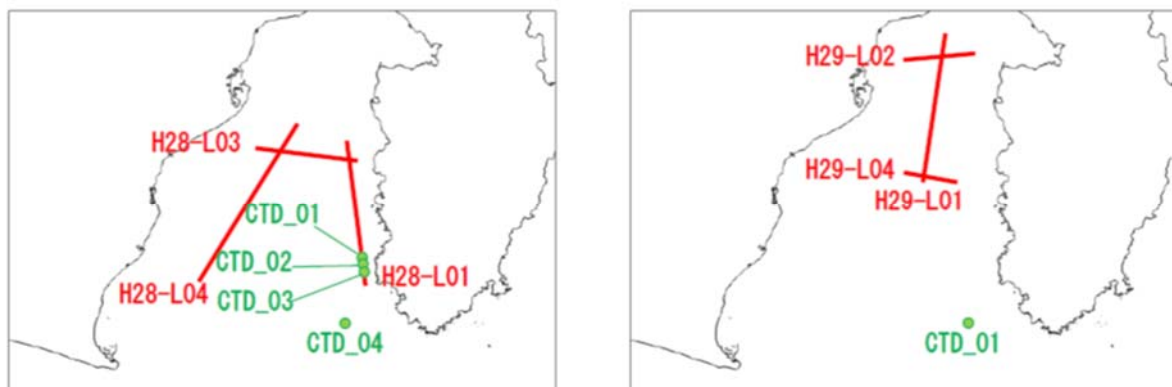 H28-L03
CTD_01
CTD_02
H28-L01
H28-L04
CTD_03
CTD_04
H29-L02
H29-L04
H29-L01
CTD_01